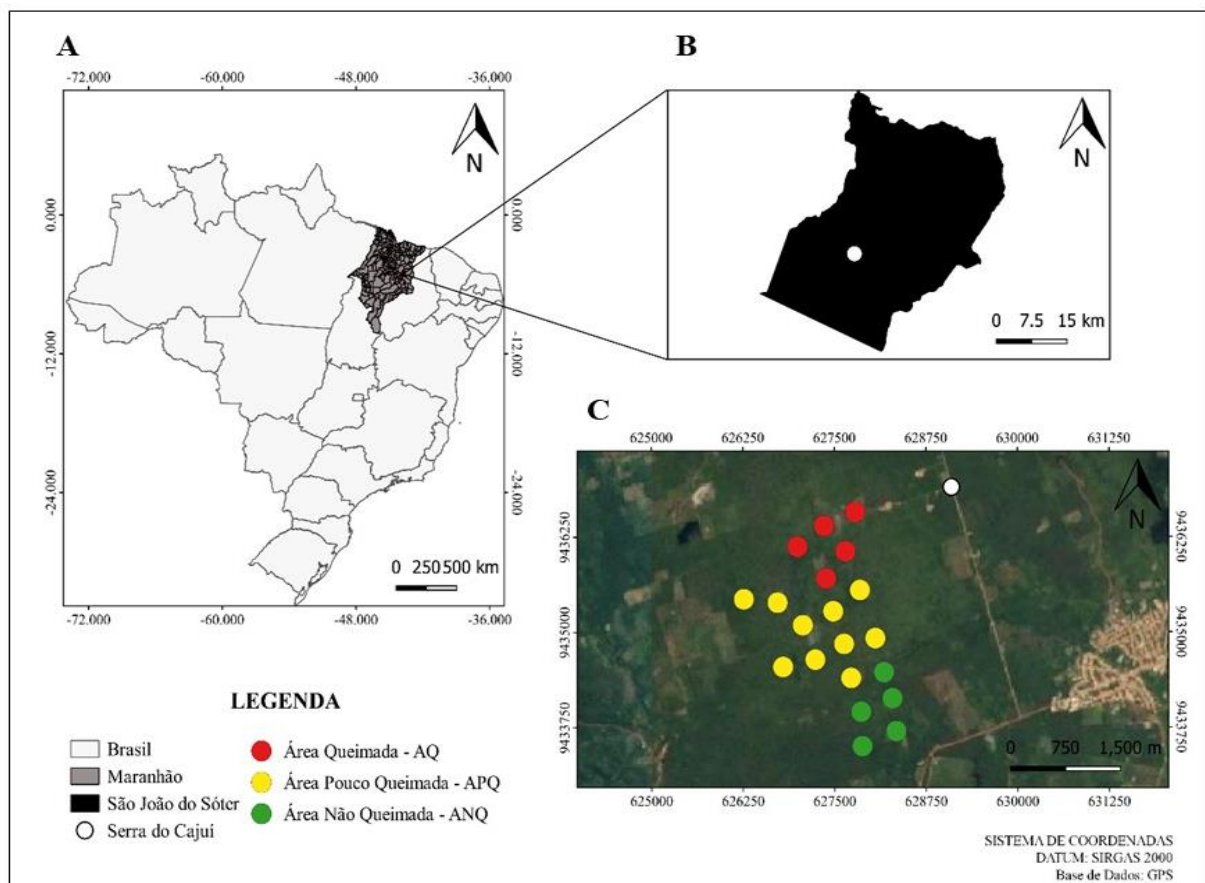 A
-72.000 -60.000 -48.000 -36.000
N
0.000 0.000
-12.000 -12.000
-24.000 -24.000
0 250 500 km
-72.000 -60.000 -48.000 -36.000
B
N
0 7.5 15 km
C
625000 626250 627500 628750 630000 631250
N
9436250 9436250
9435000 9435000
9433750 9433750
0 750 1,500 m
625000 626250 627500 628750 630000 631250
LEGENDA
Brasil
Maranhão
São João do Sóter
Serra do Cajuí
Área Queimada - AQ
Área Pouco Queimada - APQ
Área Não Queimada - ANQ
SISTEMA DE COORDENADAS
DATUM: SIRGAS 2000
Base de Dados: GPS